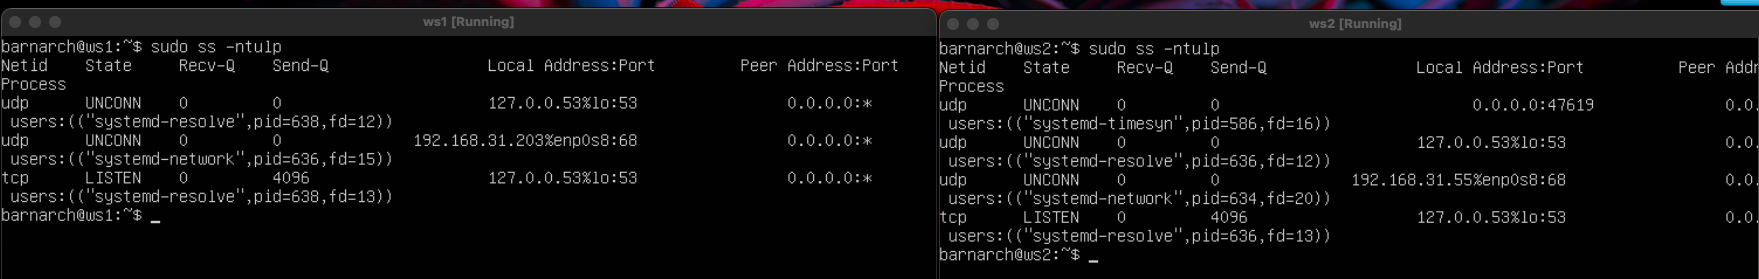 ws1 [Running]
barnarch@ws1:~$ sudo ss -ntulp
Netid State Recv-Q Send-Q Local Address:Port Peer Address:Port
Process
udp UNCONN 0 0 127.0.0.53%lo:53 0.0.0.0:*
users:(("systemd-resolve",pid=638,fd=12))
udp UNCONN 0 0 192.168.31.203%enp0s8:68 0.0.0.0:*
users:(("systemd-network",pid=636,fd=15))
tcp LISTEN 0 4096 127.0.0.53%lo:53 0.0.0.0:*
users:(("systemd-resolve",pid=638,fd=13))
barnarch@ws1:~$ _
ws2 [Running]
barnarch@ws2:~$ sudo ss -ntulp
Netid State Recv-Q Send-Q Local Address:Port Peer Addr
Process
udp UNCONN 0 0 0.0.0.0:47619 0.0.
users:(("systemd-timesyn",pid=586,fd=16))
udp UNCONN 0 0 127.0.0.53%lo:53 0.0.
users:(("systemd-resolve",pid=636,fd=12))
udp UNCONN 0 0 192.168.31.55%enp0s8:68 0.0.
users:(("systemd-network",pid=634,fd=20))
tcp LISTEN 0 4096 127.0.0.53%lo:53 0.0.
users:(("systemd-resolve",pid=636,fd=13))
barnarch@ws2:~$ _